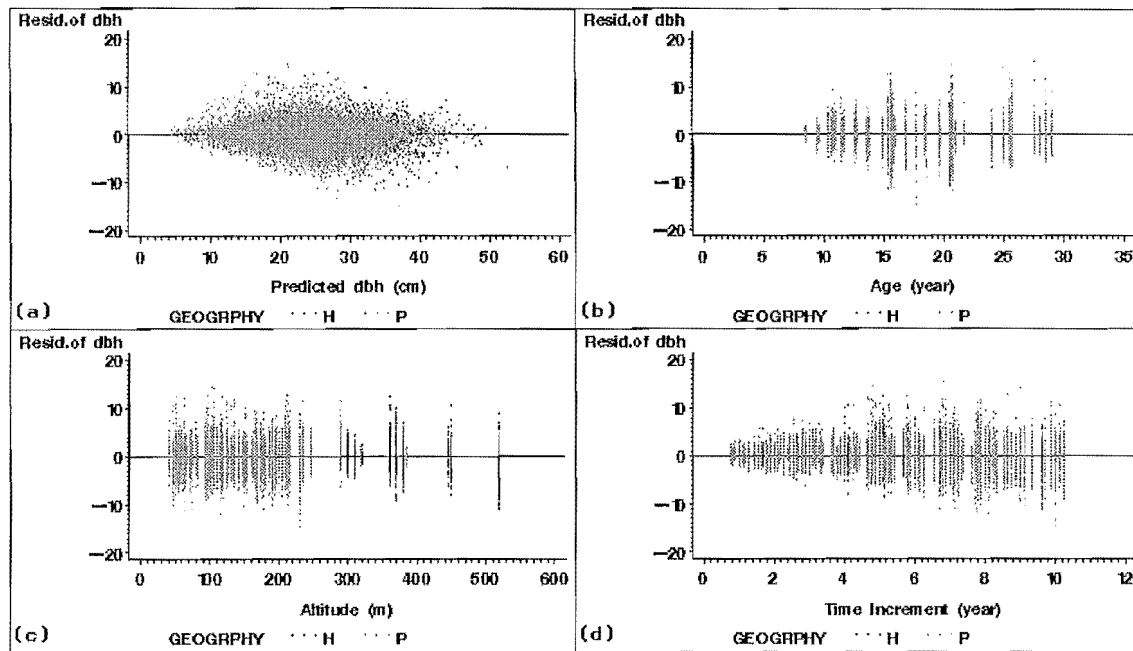 Resid.of dbh
20
10
0
−10
−20
0 10 20 30 40 50 60
Predicted dbh (cm)
(a)
GEOGRPHY H P
Resid.of dbh
20
10
0
−10
−20
0 5 10 15 20 25 30 35
Age (year)
(b)
GEOGRPHY H P
Resid.of dbh
20
10
0
−10
−20
0 100 200 300 400 500 600
Altitude (m)
(c)
GEOGRPHY H P
Resid.of dbh
20
10
0
−10
−20
0 2 4 6 8 10 12
Time Increment (year)
(d)
GEOGRPHY H P